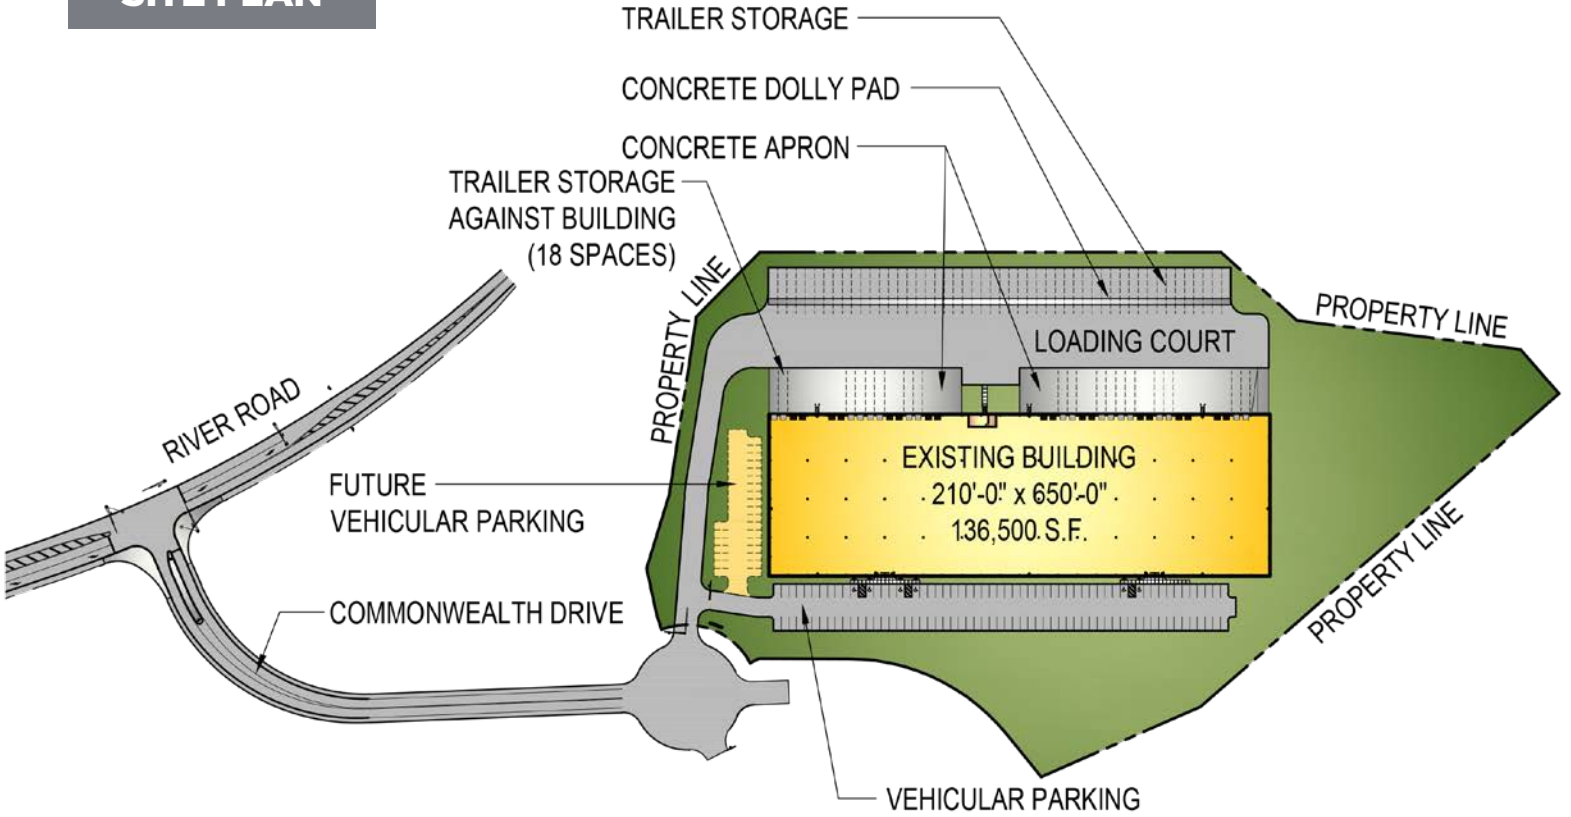 SITE PLAN
TRAILER STORAGE
CONCRETE DOLLY PAD
CONCRETE APRON
TRAILER STORAGE
AGAINST BUILDING
(18 SPACES)
PROPERTY LINE
PROPERTY LINE
LOADING COURT
RIVER ROAD
EXISTING BUILDING
210'-0" x 650'-0"
136,500 S.F.
FUTURE
VEHICULAR PARKING
PROPERTY LINE
COMMONWEALTH DRIVE
VEHICULAR PARKING